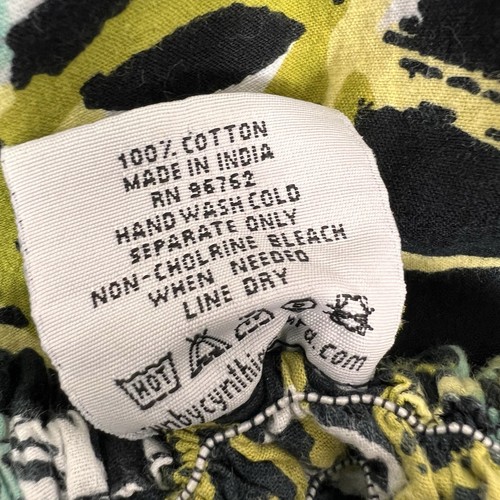 100% COTTON
MADE IN INDIA
RN 96762
HAND WASH COLD
SEPARATE ONLY
NON-CHOLRINE BLEACH
WHEN NEEDED
LINE DRY
HOT